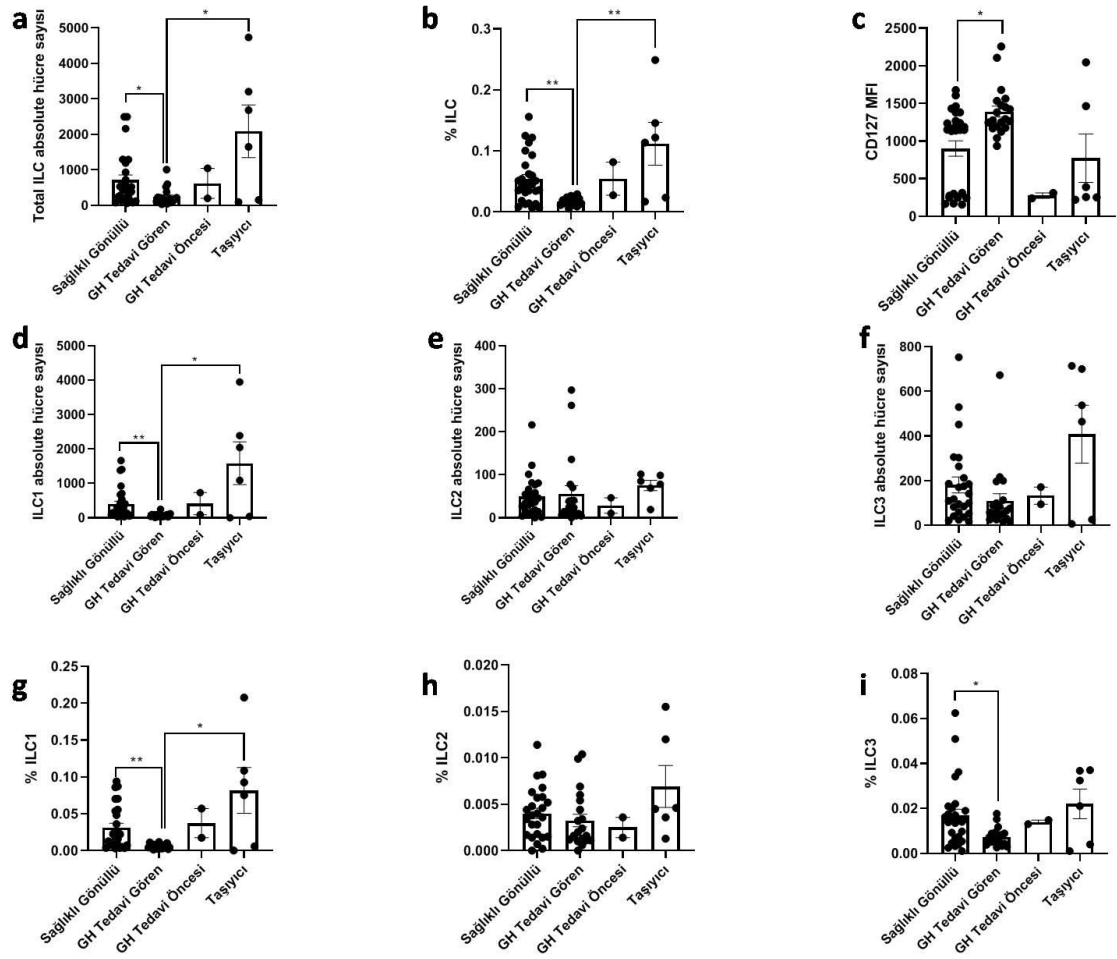 a
Total ILC absolute hücre sayısı
5000
4000
3000
2000
1000
0
*
*
Sağlıklı Gönüllü
GH Tedavi Gören
GH Tedavi Öncesi
Taşıyıcı
b
% ILC
0.3
0.2
0.1
0.0
**
**
Sağlıklı Gönüllü
GH Tedavi Gören
GH Tedavi Öncesi
Taşıyıcı
c
CD127 MFI
2500
2000
1500
1000
500
0
*
Sağlıklı Gönüllü
GH Tedavi Gören
GH Tedavi Öncesi
Taşıyıcı
d
ILC1 absolute hücre sayısı
5000
4000
3000
2000
1000
0
**
*
Sağlıklı Gönüllü
GH Tedavi Gören
GH Tedavi Öncesi
Taşıyıcı
e
ILC2 absolute hücre sayısı
400
300
200
100
0
Sağlıklı Gönüllü
GH Tedavi Gören
GH Tedavi Öncesi
Taşıyıcı
f
ILC3 absolute hücre sayısı
800
600
400
200
0
Sağlıklı Gönüllü
GH Tedavi Gören
GH Tedavi Öncesi
Taşıyıcı
g
% ILC1
0.25
0.20
0.15
0.10
0.05
0.00
**
*
Sağlıklı Gönüllü
GH Tedavi Gören
GH Tedavi Öncesi
Taşıyıcı
h
% ILC2
0.020
0.015
0.010
0.005
0.000
Sağlıklı Gönüllü
GH Tedavi Gören
GH Tedavi Öncesi
Taşıyıcı
i
% ILC3
0.08
0.06
0.04
0.02
0.00
*
Sağlıklı Gönüllü
GH Tedavi Gören
GH Tedavi Öncesi
Taşıyıcı